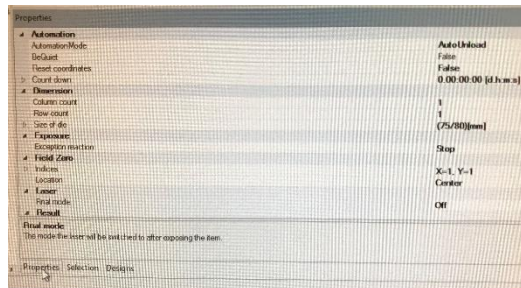 Properties
Automation
AutomationMode AutoUnload
BeQuiet False
Reset coordinates False
Count down 0.00:00:00 [d.h:m:s]
Dimension
Column count 1
Row count 1
Size of die (75/80)[mm]
Exposure
Exception reaction Stop
Field Zero
Indices X=1, Y=1
Location Center
Laser
Final mode Off
Result
Final mode
The mode the laser will be switched to after exposing the item.
Properties Selection Designs